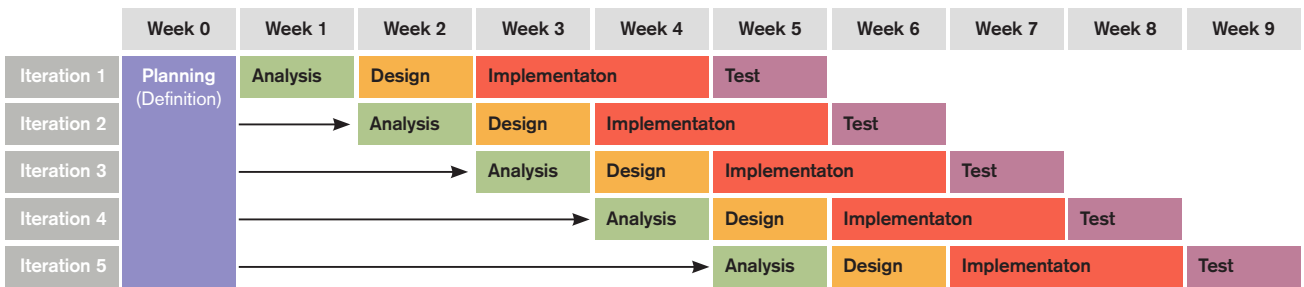 Week 0 Week 1 Week 2 Week 3 Week 4 Week 5 Week 6 Week 7 Week 8 Week 9
Iteration 1 Planning Analysis Design Implementaton Test
(Definition)
Iteration 2 Analysis Design Implementaton Test
Iteration 3 Analysis Design Implementaton Test
Iteration 4 Analysis Design Implementaton Test
Iteration 5 Analysis Design Implementaton Test